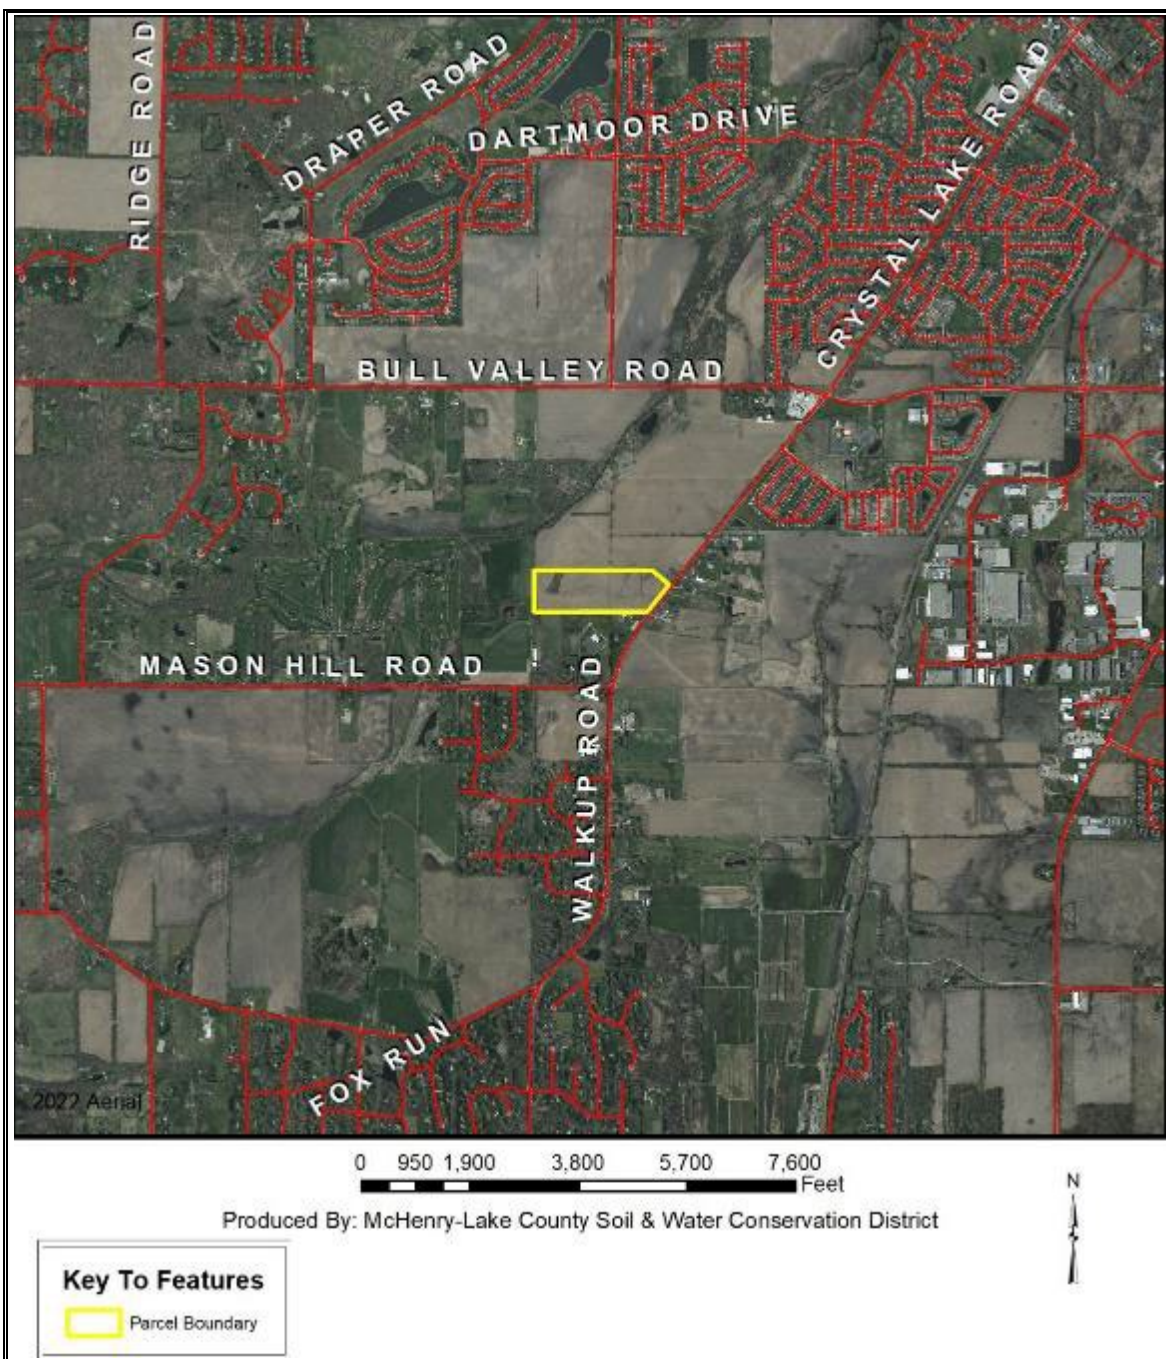 RIDGE ROAD
DRAPER ROAD
DARTMOOR DRIVE
CRYSTAL LAKE ROAD
BULL VALLEY ROAD
MASON HILL ROAD
WALKUP ROAD
FOX RUN
2022 Aerial
0 950 1,900 3,800 5,700 7,600
Feet
Produced By: McHenry-Lake County Soil & Water Conservation District
N
Key To Features
Parcel Boundary